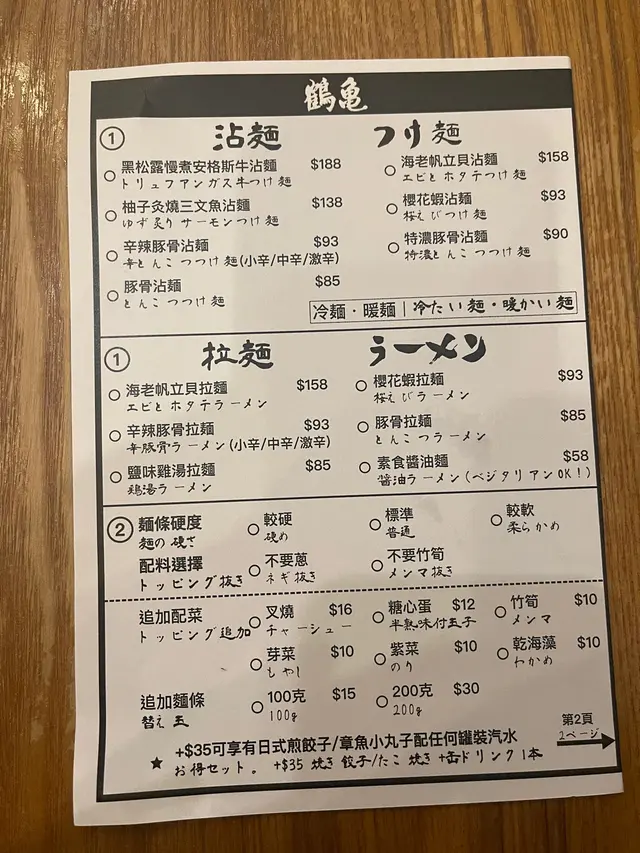 鶴亀
① 沾麵 つけ麺
黑松露慢煮安格斯牛沾麵 $188
トリュフアンガス牛つけ麺
柚子灸燒三文魚沾麵 $138
ゆず炙りサーモンつけ麺
辛辣豚骨沾麵 $93
辛とんこつつけ麺(小辛/中辛/激辛)
豚骨沾麵 $85
とんこつつけ麺
海老帆立貝沾麵 $158
エビとホタテつけ麺
櫻花蝦沾麵 $93
桜えびつけ麺
特濃豚骨沾麵 $90
特濃とんこつつけ麺
冷麵・暖麵 | 冷たい麺・暖かい麺
① 拉麵 ラーメン
海老帆立貝拉麵 $158
エビとホタテラーメン
辛辣豚骨拉麵 $93
辛豚骨ラーメン(小辛/中辛/激辛)
鹽味雞湯拉麵 $85
鶏湯ラーメン
櫻花蝦拉麵 $93
桜えびラーメン
豚骨拉麵 $85
とんこつラーメン
素食醬油麵 $58
醤油ラーメン(ベジタリアンOK!)
② 麵條硬度 較硬 標準 較軟
麺の硬さ 硬め 普通 柔らかめ
配料選擇 不要蔥 不要竹筍
トッピング抜き ネギ抜き メンマ抜き
追加配菜 叉燒 $16 糖心蛋 $12 竹筍 $10
トッピング追加 チャーシュー 半熟味付玉子 メンマ
芽菜 $10 紫菜 $10 乾海藻 $10
もやし のり わかめ
追加麵條 100克 $15 200克 $30
替え玉 100g 200g
第2頁
2ページ
+$35可享有日式煎餃子/章魚小丸子配任何罐裝汽水
★ お得セット。 +$35 焼き餃子/たこ焼き+缶ドリンク1本